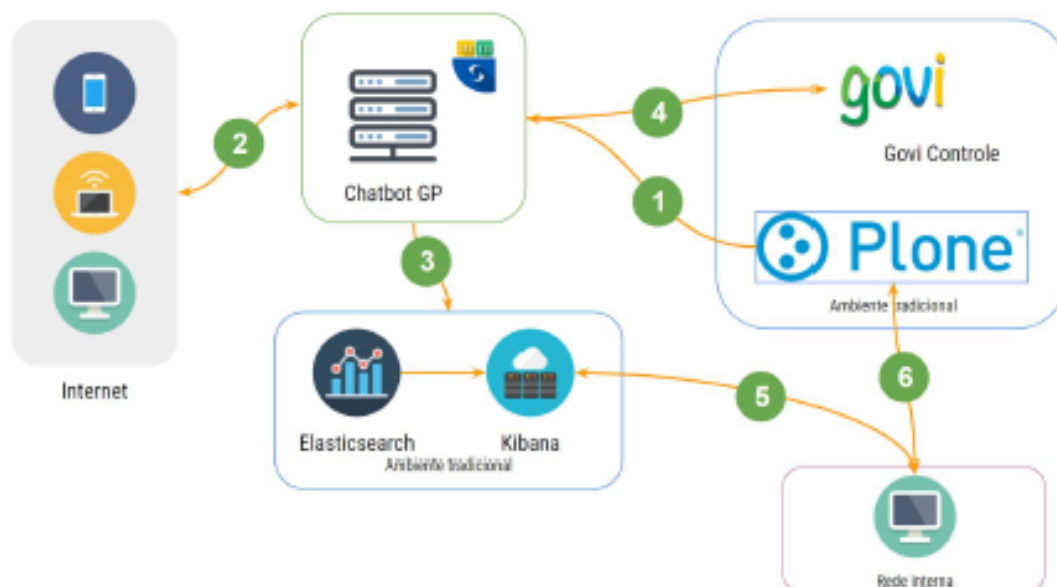 2
Chatbot GP
4
govi
Govi Controle
1
Plone
Ambiente tradicional
3
Internet
Elasticsearch
Kibana
Ambiente tradicional
5
6
Rede Interna